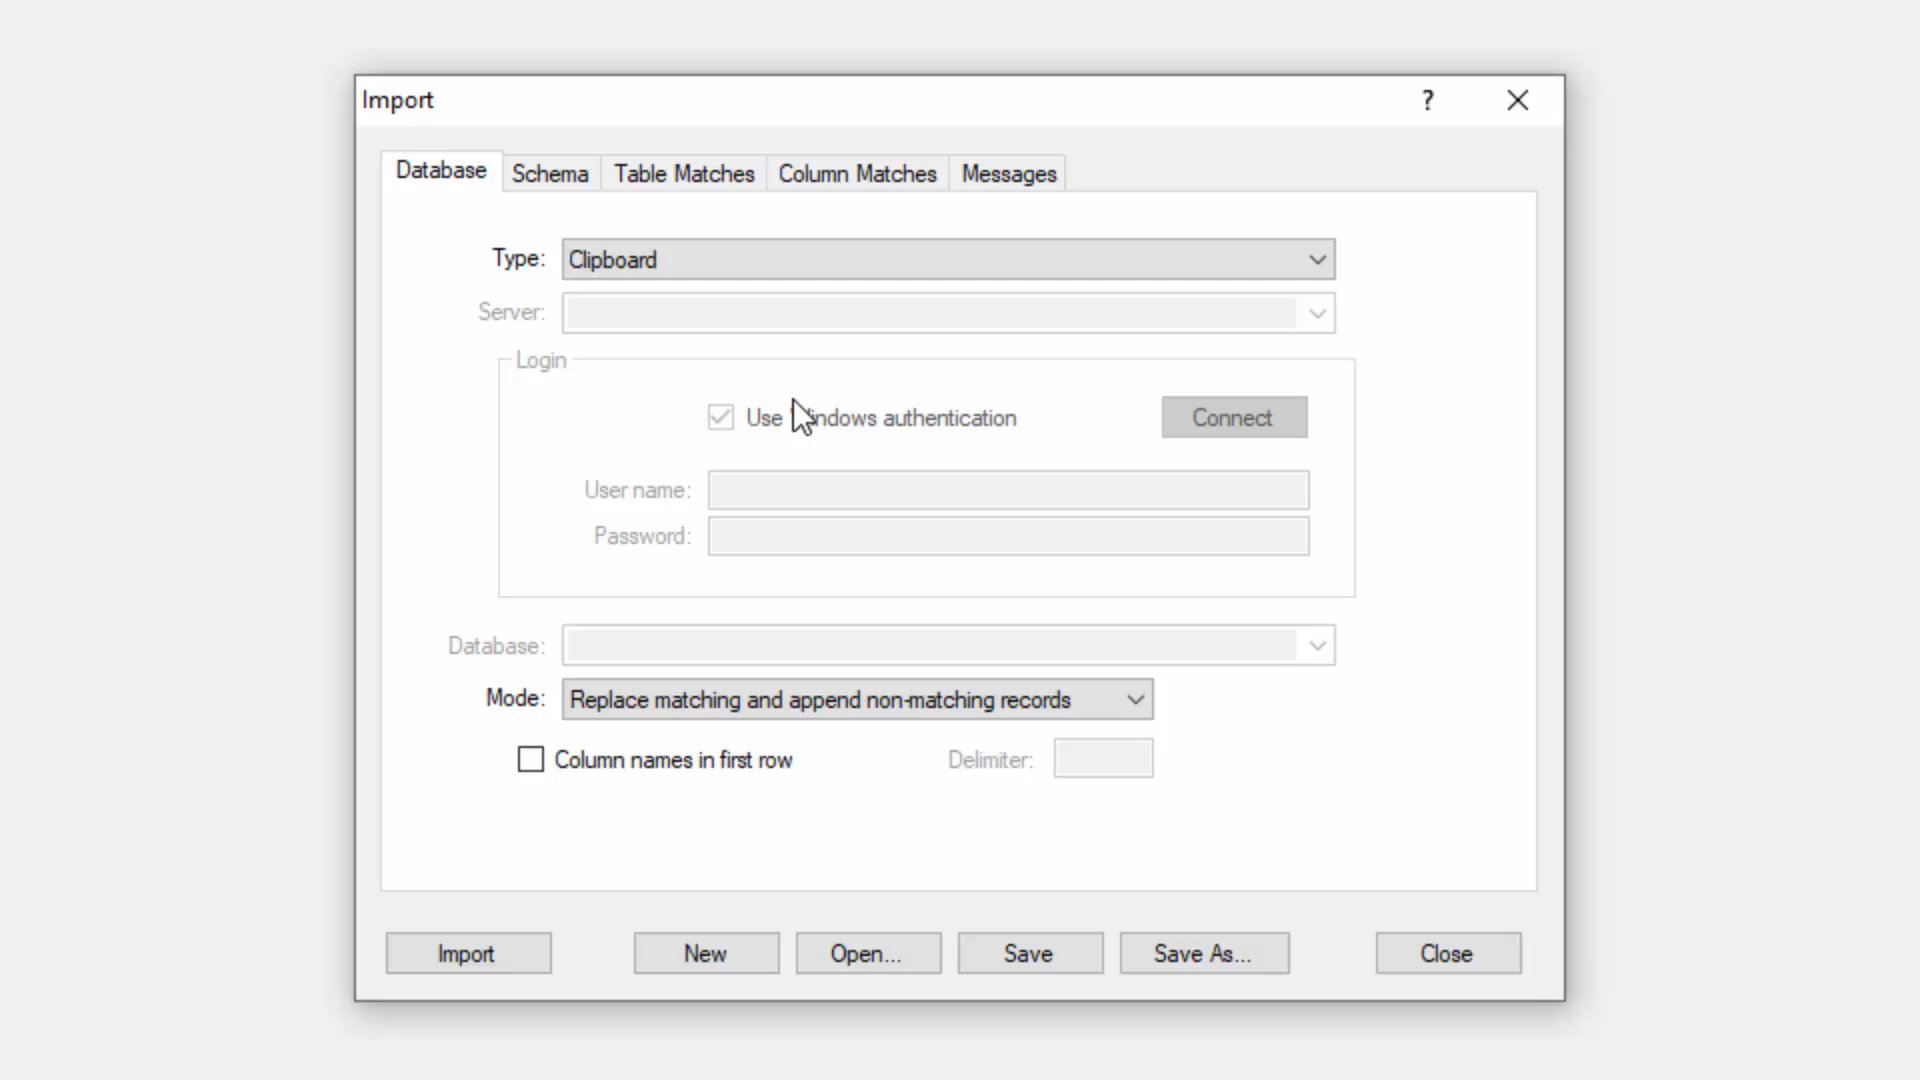 Import
?
Database Schema Table Matches Column Matches Messages
Type: Clipboard
Server:
Login
Use Windows authentication Connect
User name:
Password:
Database:
Mode: Replace matching and append non-matching records
Column names in first row Delimiter:
Import New Open... Save Save As... Close